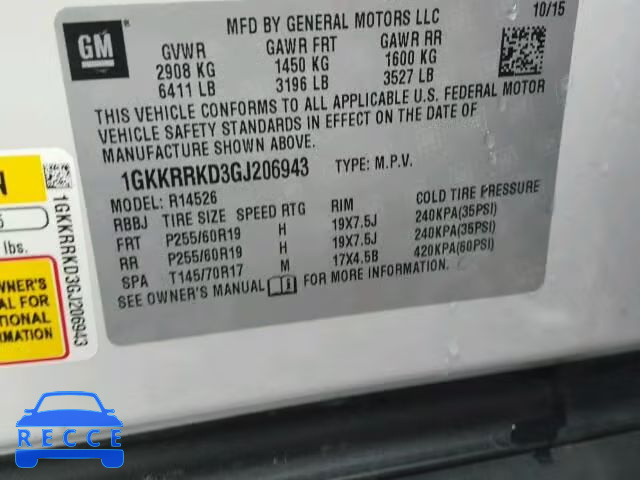 GM
MFD BY GENERAL MOTORS LLC
10/15
GVWR GAWR FRT GAWR RR
2908 KG 1450 KG 1600 KG
6411 LB 3196 LB 3527 LB
THIS VEHICLE CONFORMS TO ALL APPLICABLE U.S. FEDERAL MOTOR
VEHICLE SAFETY STANDARDS IN EFFECT ON THE DATE OF
MANUFACTURE SHOWN ABOVE.
1GKKRRKD3GJ206943 TYPE: M.P.V.
MODEL: R14526
RBBJ TIRE SIZE SPEED RTG RIM COLD TIRE PRESSURE
FRT P255/60R19 H 19X7.5J 240KPA(35PSI)
RR P255/60R19 H 19X7.5J 240KPA(35PSI)
SPA T145/70R17 M 17X4.5B 420KPA(60PSI)
SEE OWNER'S MANUAL FOR MORE INFORMATION.
N
lbs.
WNER'S
AL FOR
TIONAL
RMATION
1GKKRRKD3GJ206943
RECCE